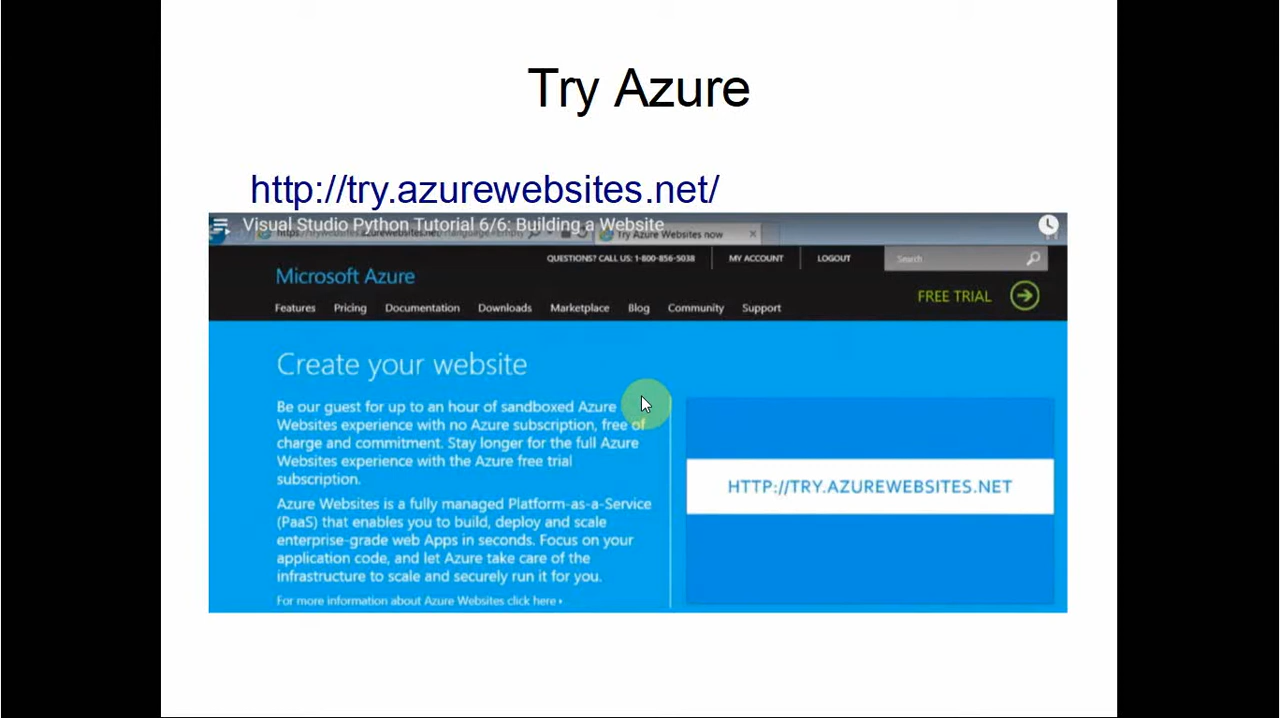 Try Azure
http://try.azurewebsites.net/
Visual Studio Python Tutorial 6/6: Building a Website
Try Azure Websites now
QUESTIONS? CALL US: 1-800-856-5038
MY ACCOUNT
LOGOUT
Search
Microsoft Azure
FREE TRIAL
Features Pricing Documentation Downloads Marketplace Blog Community Support
Create your website
Be our guest for up to an hour of sandboxed Azure
Websites experience with no Azure subscription, free of
charge and commitment. Stay longer for the full Azure
Websites experience with the Azure free trial
subscription.
Azure Websites is a fully managed Platform-as-a-Service
(PaaS) that enables you to build, deploy and scale
enterprise-grade web Apps in seconds. Focus on your
application code, and let Azure take care of the
infrastructure to scale and securely run it for you.
For more information about Azure Websites click here
HTTP://TRY.AZUREWEBSITES.NET